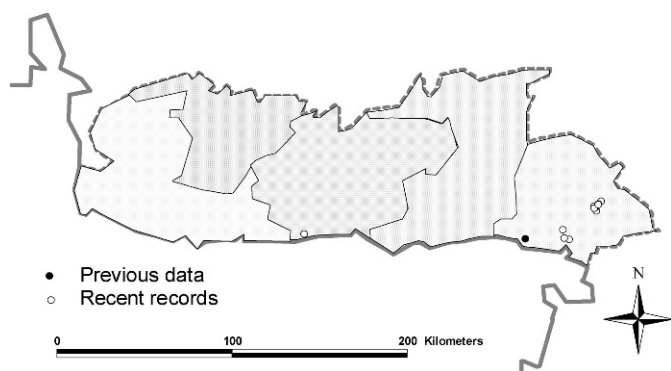 ● Previous data
○ Recent records
N
0 100 200 Kilometers